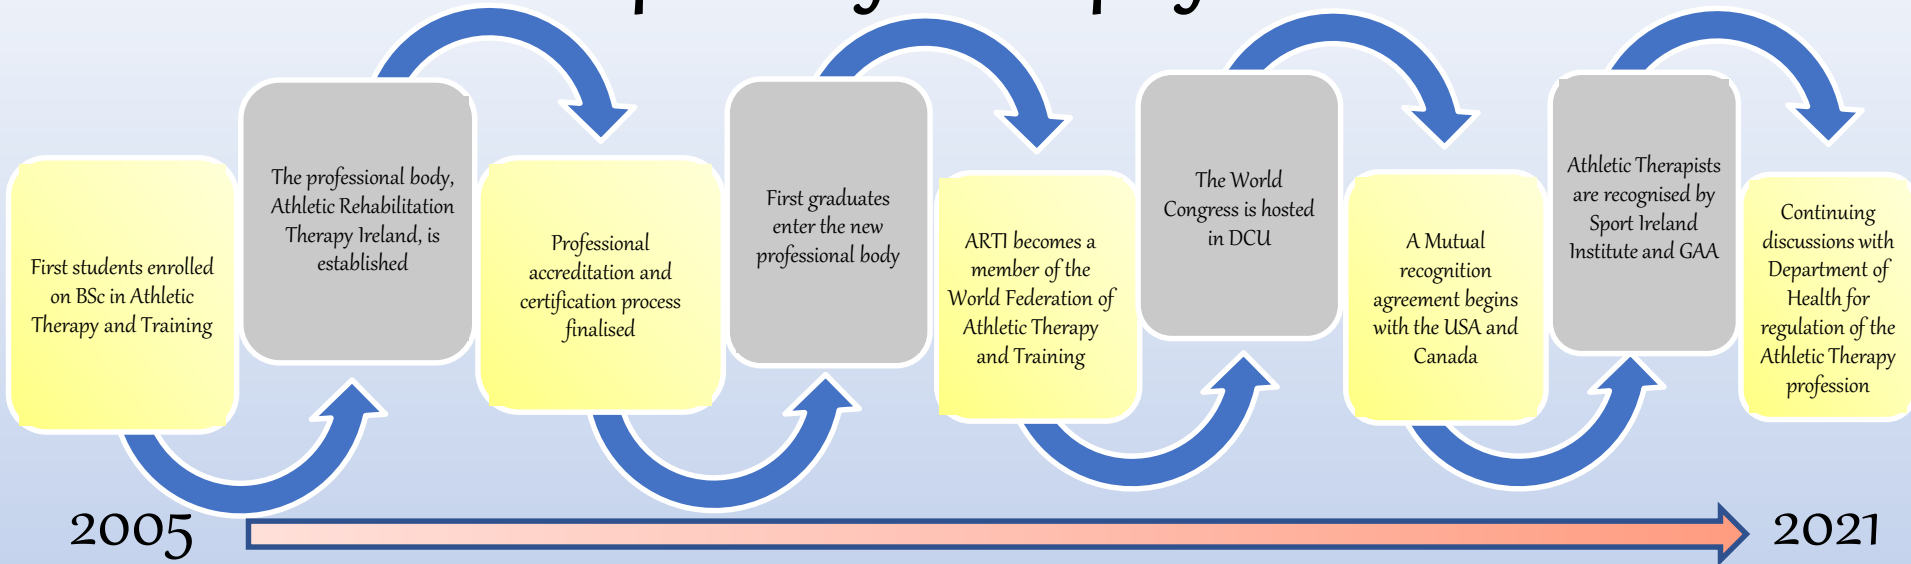 First students enrolled
on BSc in Athletic
Therapy and Training
The professional body,
Athletic Rehabilitation
Therapy Ireland, is
established
Professional
accreditation and
certification process
finalised
First graduates
enter the new
professional body
ARTI becomes a
member of the
World Federation of
Athletic Therapy
and Training
The World
Congress is hosted
in DCU
A Mutual
recognition
agreement begins
with the USA and
Canada
Athletic Therapists
are recognised by
Sport Ireland
Institute and GAA
Continuing
discussions with
Department of
Health for
regulation of the
Athletic Therapy
profession
2005
2021